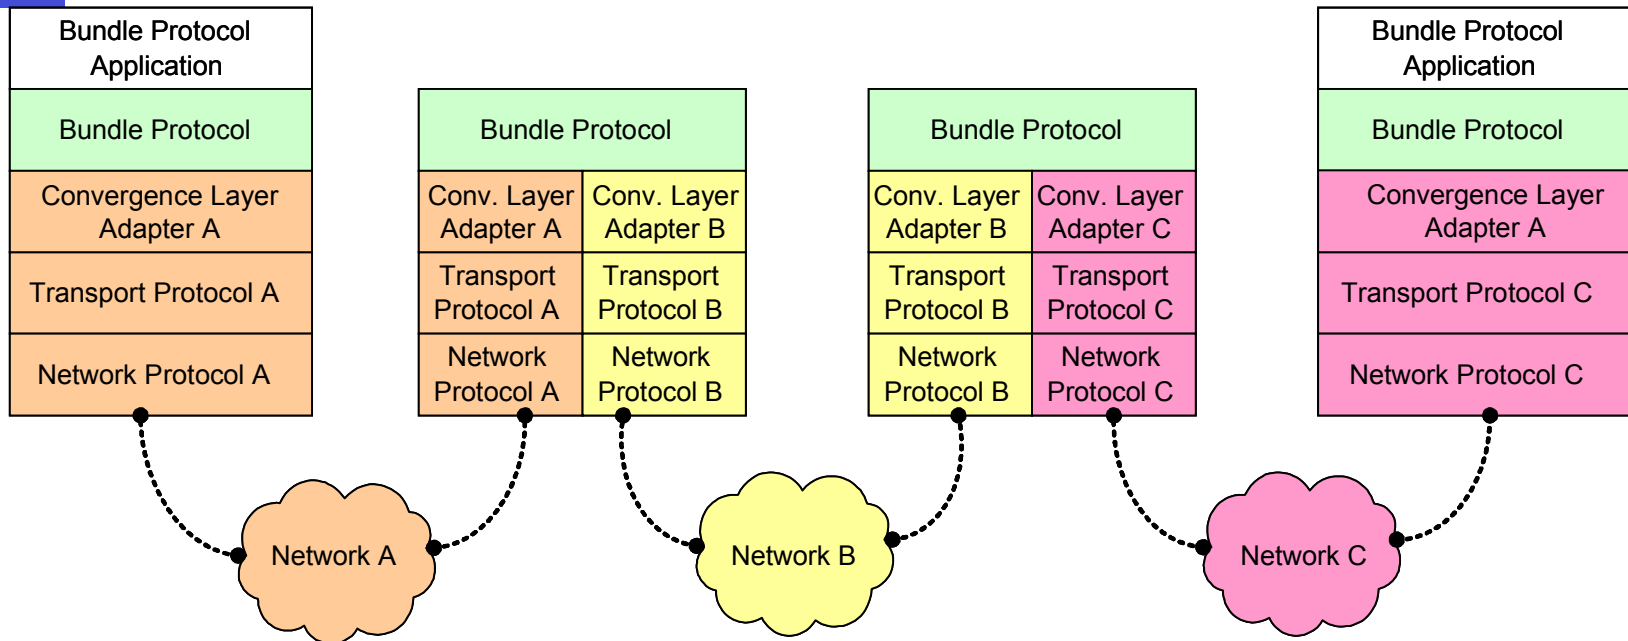 Bundle Protocol
Application
Bundle Protocol
Convergence Layer
Adapter A
Transport Protocol A
Network Protocol A
Bundle Protocol
Conv. Layer
Adapter A
Conv. Layer
Adapter B
Transport
Protocol A
Transport
Protocol B
Network
Protocol A
Network
Protocol B
Bundle Protocol
Conv. Layer
Adapter B
Conv. Layer
Adapter C
Transport
Protocol B
Transport
Protocol C
Network
Protocol B
Network
Protocol C
Bundle Protocol
Application
Bundle Protocol
Convergence Layer
Adapter A
Transport Protocol C
Network Protocol C
Network A
Network B
Network C